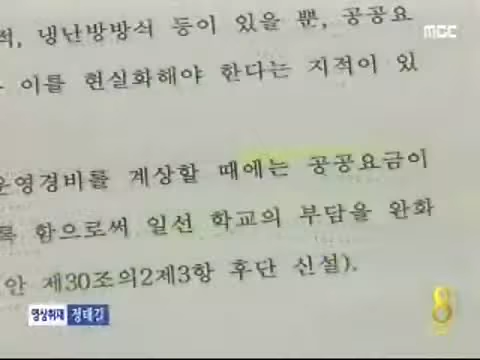 적, 냉난방방식 등이 있을 뿐, 공공요
이를 현실화해야 한다는 지적이 있
운영경비를 계상할 때에는 공공요금이
록 함으로써 일선 학교의 부담을 완화
안 제30조의2제3항 후단 신설).
MBC
8
영상취재 정태길